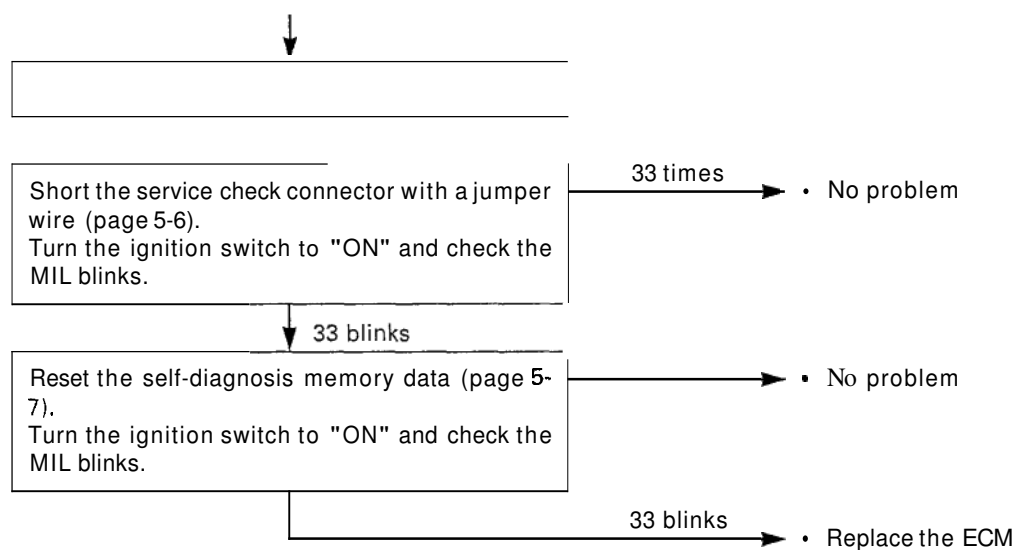 Short the service check connector with a jumper
wire (page 5-6).
Turn the ignition switch to "ON" and check the
MIL blinks.
33 times
• No problem
33 blinks
Reset the self-diagnosis memory data (page 5-
7).
Turn the ignition switch to "ON" and check the
MIL blinks.
• No problem
33 blinks
• Replace the ECM